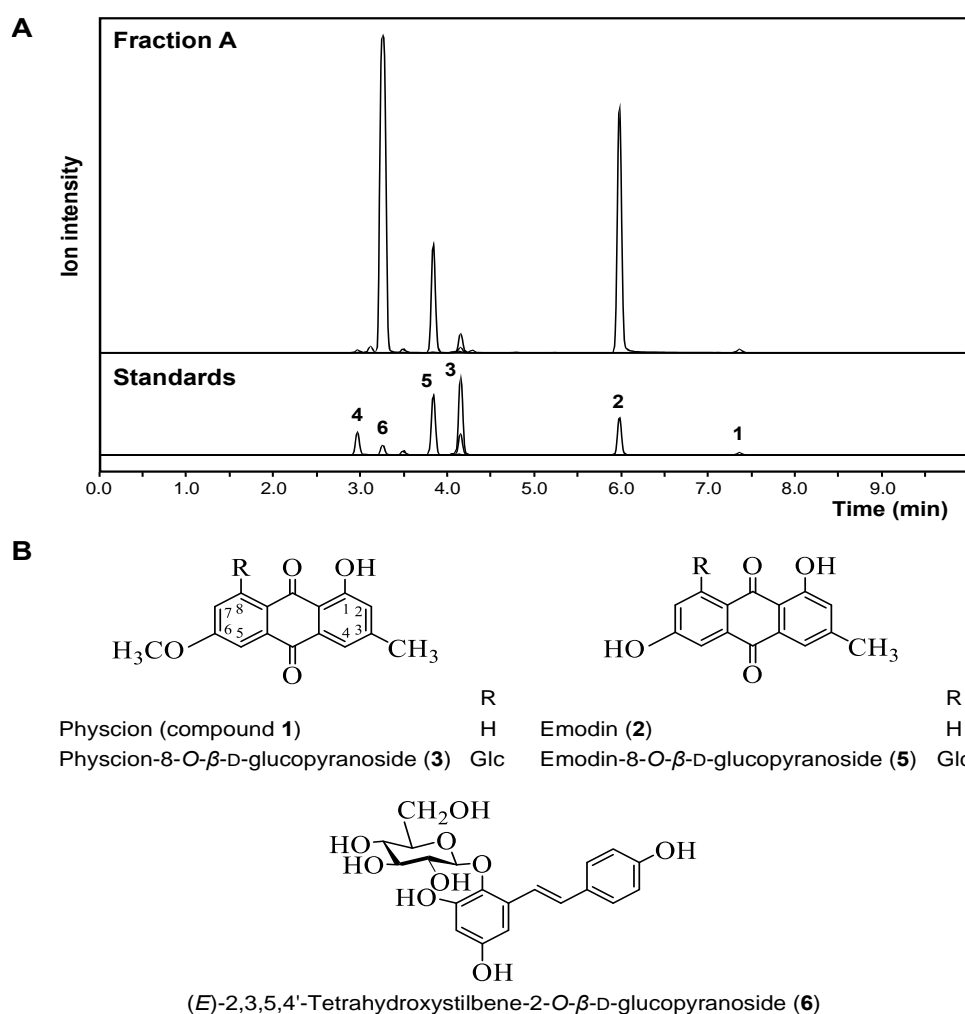 A
Fraction A
Ion intensity
Standards
4
6
5
3
2
1
0.0 1.0 2.0 3.0 4.0 5.0 6.0 7.0 8.0 9.0
Time (min)
B
R O OH
7 8 1 2
6 5 4 3
H₃CO O CH₃
R O OH
HO O CH₃
R
Physcion (compound 1) H
Physcion-8-O-β-D-glucopyranoside (3) Glc
R
Emodin (2) H
Emodin-8-O-β-D-glucopyranoside (5) Glc
CH₂OH
HO O OH
HO O
OH HO
OH
(E)-2,3,5,4'-Tetrahydroxystilbene-2-O-β-D-glucopyranoside (6)